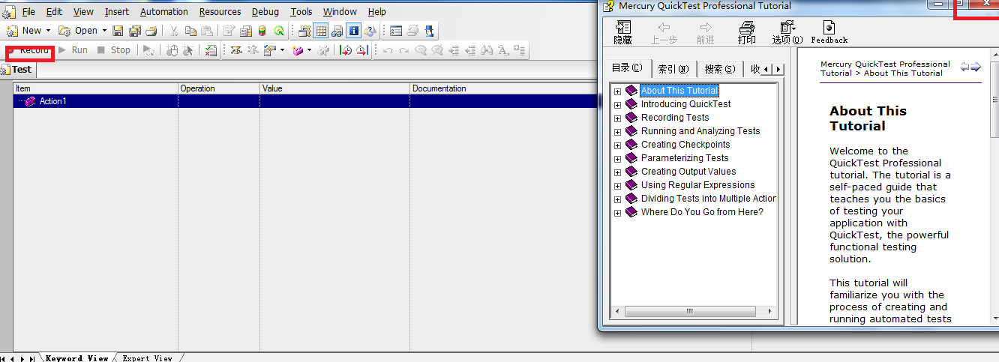 File Edit View Insert Automation Resources Debug Tools Window Help
New Open
Record Run Stop
Test
Item Operation Value Documentation
Action1
Keyword View Expert View
Mercury QuickTest Professional Tutorial
隐藏 上一步 前进 打印 选项(O) Feedback
目录(C) 索引(N) 搜索(S) 收
About This Tutorial
Introducing QuickTest
Recording Tests
Running and Analyzing Tests
Creating Checkpoints
Parameterizing Tests
Creating Output Values
Using Regular Expressions
Dividing Tests into Multiple Action
Where Do You Go from Here?
Mercury QuickTest Professional
Tutorial > About This Tutorial
About This
Tutorial
Welcome to the
QuickTest Professional
tutorial. The tutorial is a
self-paced guide that
teaches you the basics
of testing your
application with
QuickTest, the powerful
functional testing
solution.
This tutorial will
familiarize you with the
process of creating and
running automated tests